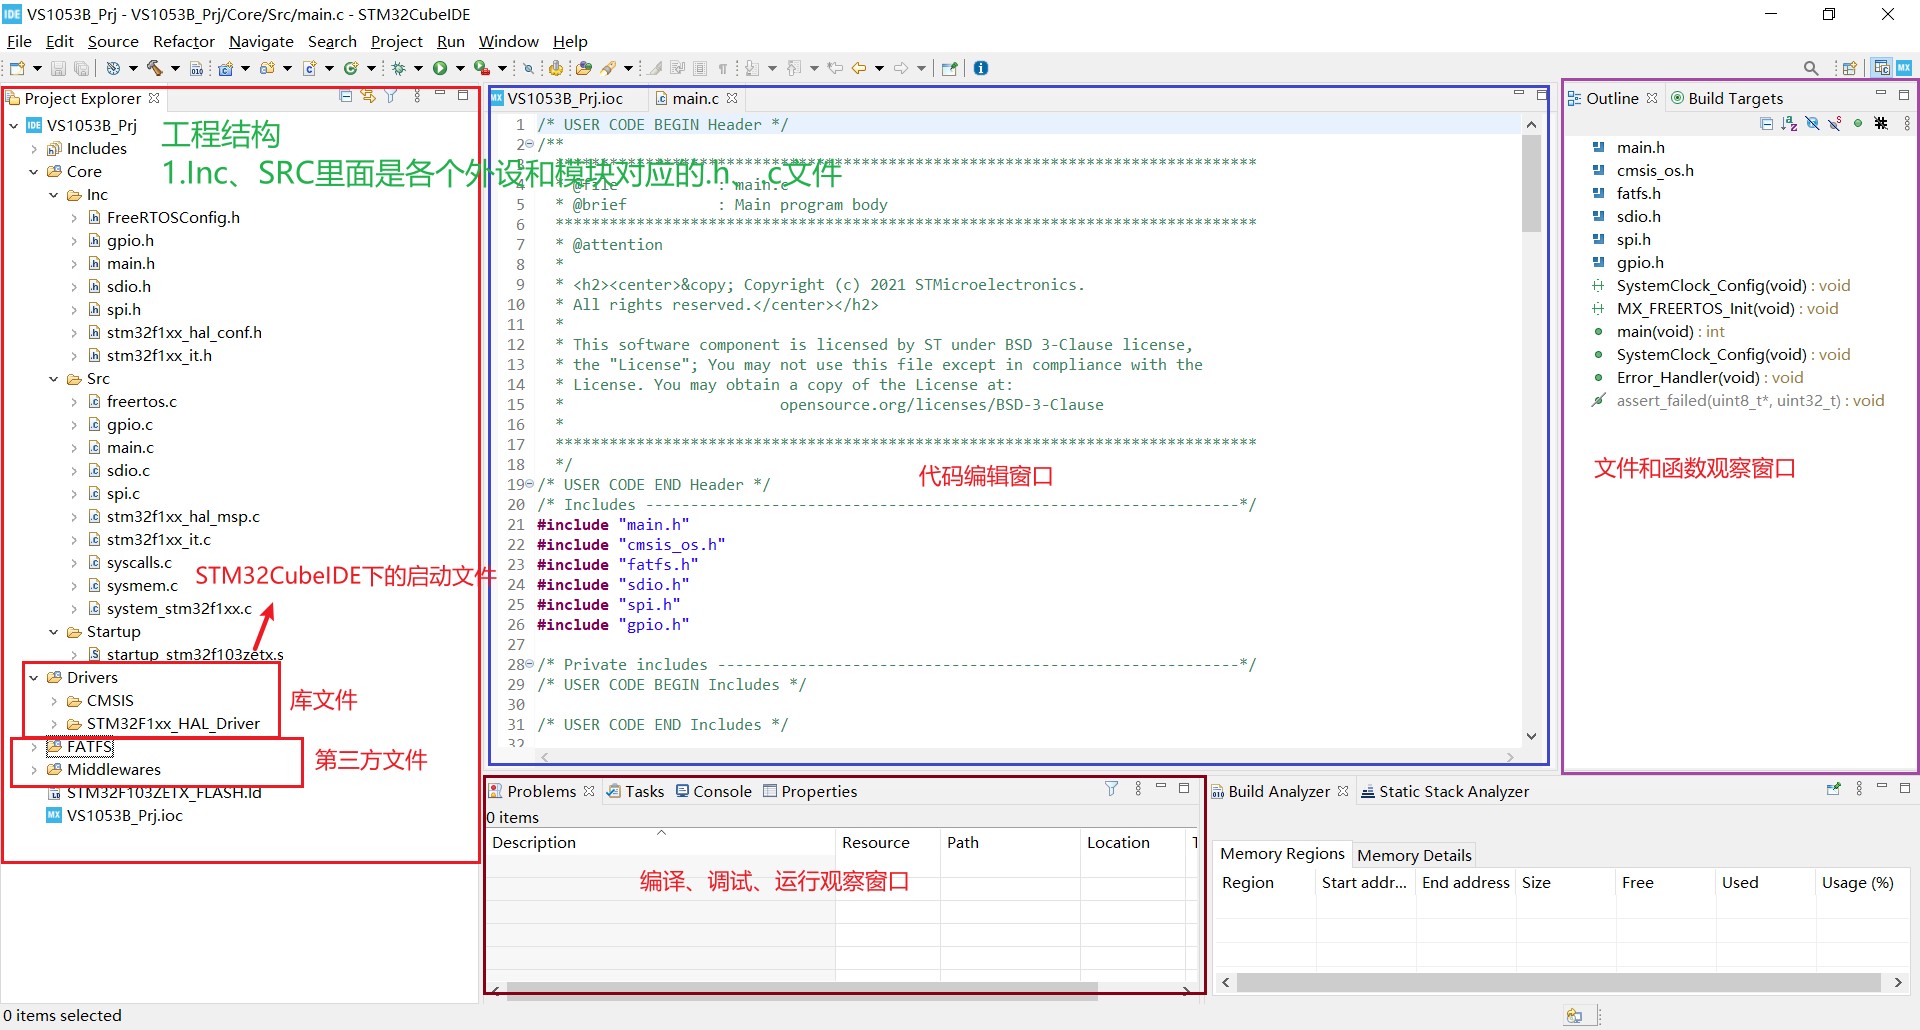 VS1053B_Prj - VS1053B_Prj/Core/Src/main.c - STM32CubeIDE
File Edit Source Refactor Navigate Search Project Run Window Help
Project Explorer
VS1053B_Prj
Includes
Core
Inc
FreeRTOSConfig.h
gpio.h
main.h
sdio.h
spi.h
stm32f1xx_hal_conf.h
stm32f1xx_it.h
Src
freertos.c
gpio.c
main.c
sdio.c
spi.c
stm32f1xx_hal_msp.c
stm32f1xx_it.c
syscalls.c
sysmem.c
system_stm32f1xx.c
Startup
startup_stm32f103zetx.s
Drivers
CMSIS
STM32F1xx_HAL_Driver
FATFS
Middlewares
STM32F103ZETX_FLASH.ld
VS1053B_Prj.ioc
工程结构
1.Inc、SRC里面是各个外设和模块对应的.h、.c文件
STM32CubeIDE下的启动文件
库文件
第三方文件
VS1053B_Prj.ioc main.c
1 /* USER CODE BEGIN Header */
2 /**
3 ******************************************************************************
4 * @file : main.c
5 * @brief : Main program body
6 ******************************************************************************
7 * @attention
8 *
9 * <h2><center>&copy; Copyright (c) 2021 STMicroelectronics.
10 * All rights reserved.</center></h2>
11 *
12 * This software component is licensed by ST under BSD 3-Clause license,
13 * the "License"; You may not use this file except in compliance with the
14 * License. You may obtain a copy of the License at:
15 * opensource.org/licenses/BSD-3-Clause
16 *
17 ******************************************************************************
18 */
19 /* USER CODE END Header */
20 /* Includes ------------------------------------------------------------------*/
21 #include "main.h"
22 #include "cmsis_os.h"
23 #include "fatfs.h"
24 #include "sdio.h"
25 #include "spi.h"
26 #include "gpio.h"
27
28 /* Private includes ----------------------------------------------------------*/
29 /* USER CODE BEGIN Includes */
30
31 /* USER CODE END Includes */
32
代码编辑窗口
Outline Build Targets
main.h
cmsis_os.h
fatfs.h
sdio.h
spi.h
gpio.h
SystemClock_Config(void) : void
MX_FREERTOS_Init(void) : void
main(void) : int
SystemClock_Config(void) : void
Error_Handler(void) : void
assert_failed(uint8_t*, uint32_t) : void
文件和函数观察窗口
Problems Tasks Console Properties
0 items
Description Resource Path Location T
编译、调试、运行观察窗口
Build Analyzer Static Stack Analyzer
Memory Regions Memory Details
Region Start addr... End address Size Free Used Usage (%)
0 items selected